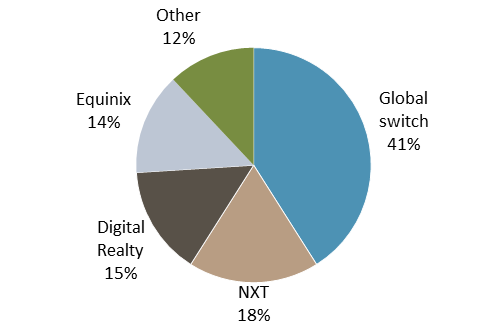 Other
12%
Global
switch
41%
Equinix
14%
Digital
Realty
15%
NXT
18%